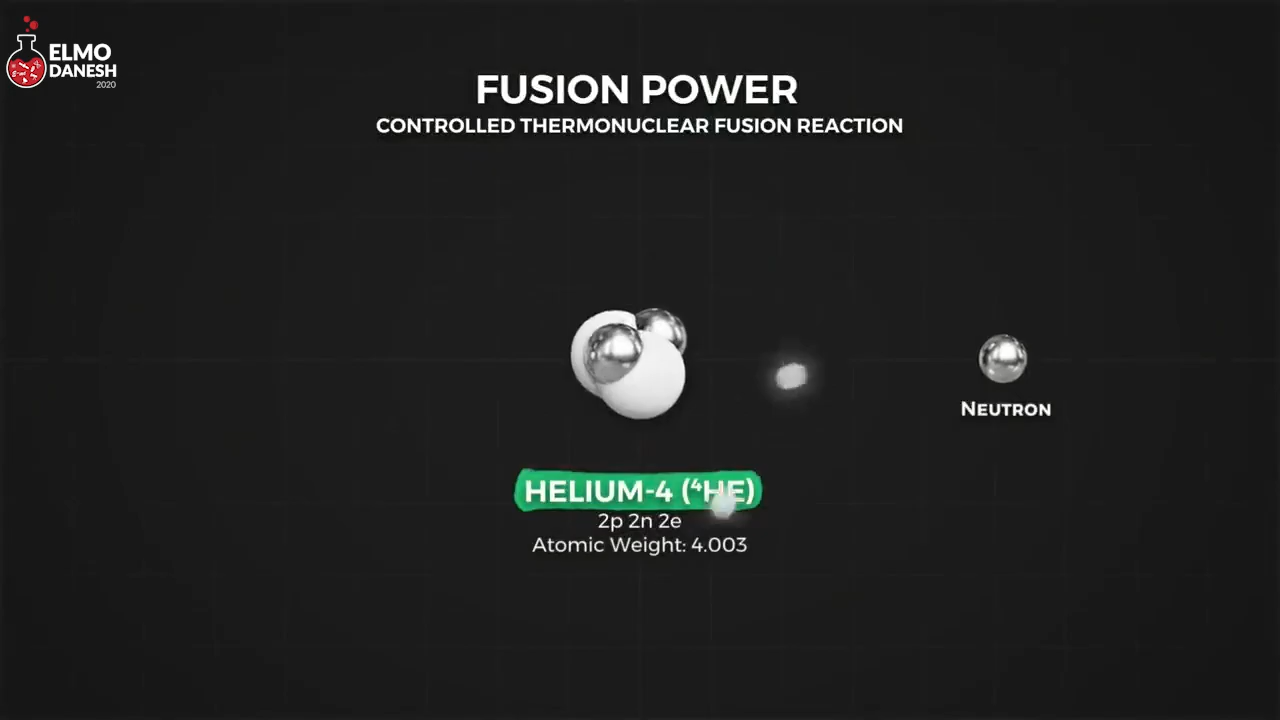 ELMO
DANESH
2020
FUSION POWER
CONTROLLED THERMONUCLEAR FUSION REACTION
NEUTRON
HELIUM-4 (⁴HE)
2p 2n 2e
Atomic Weight: 4.003